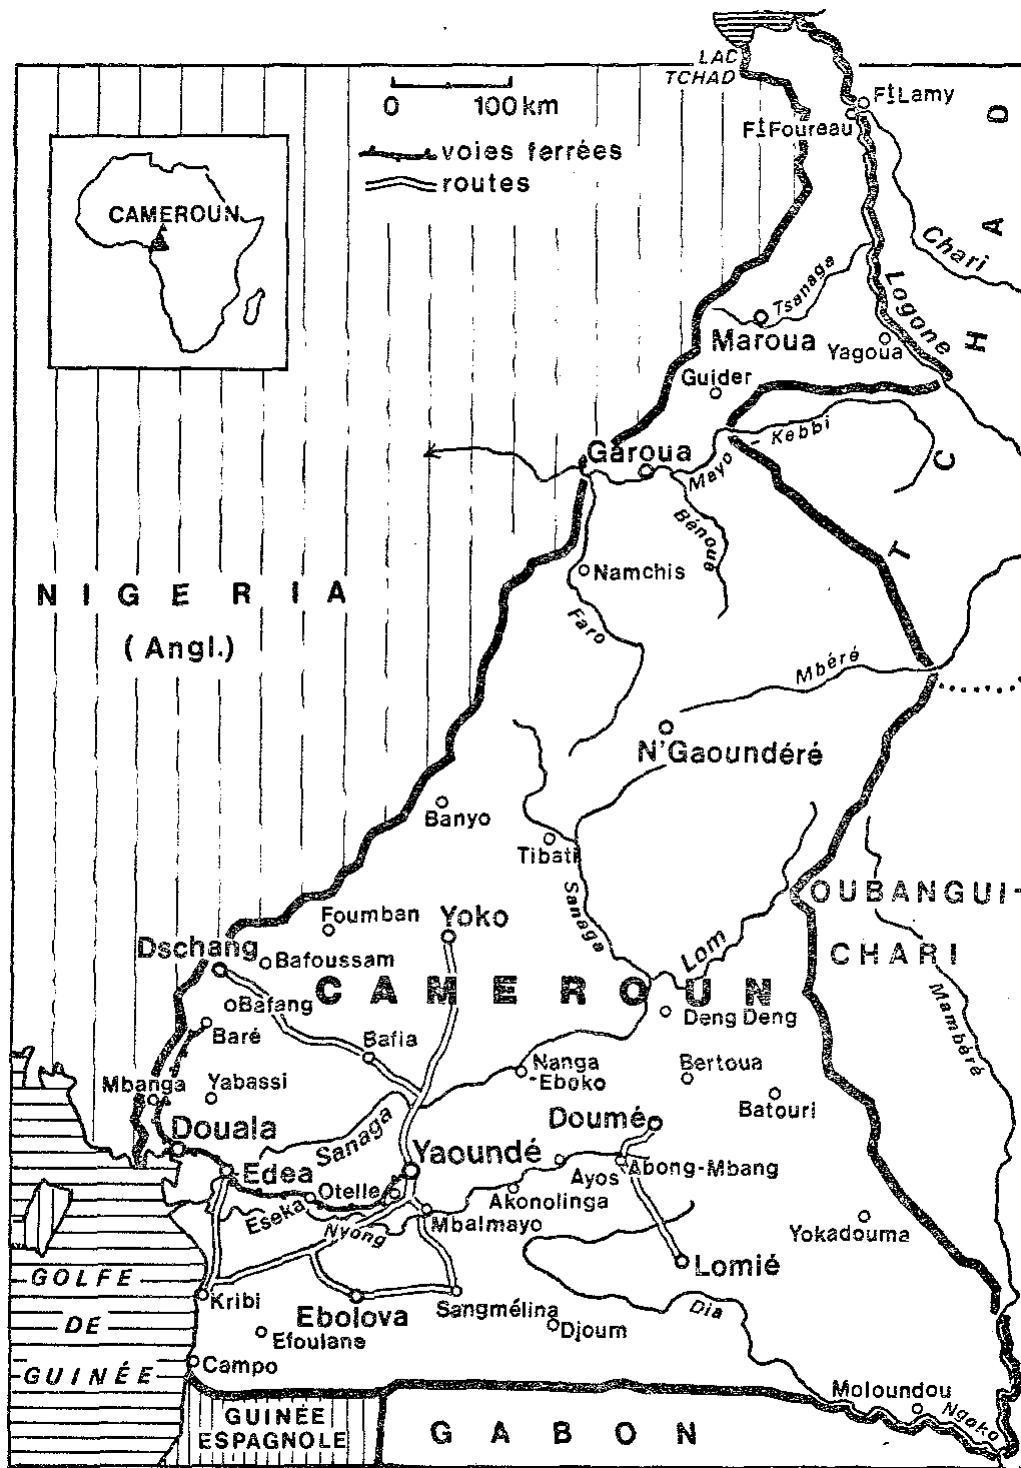 LAC
TCHAD
0 100 km
voies ferrées
routes
CAMEROUN
Ft Lamy
Ft Foureau
Chari
Logone
Tsanaga
Maroua
Yagoua
Guider
TCHAD
Garoua
Mayo - Kebbi
Bénoué
Namchis
Faro
NIGERIA
(Angl.)
Mbéré
N'Gaoundéré
Banyo
Tibati
Sanaga
OUBANGUI-
CHARI
Foumban
Yoko
Dschang
Bafoussam
Lom
CAMEROUN
Bafang
Deng Deng
Mambéré
Baré
Bafia
Nanga
-Eboko
Bertoua
Mbanga
Yabassi
Batouri
Doumé
Douala
Sanaga
Yaoundé
Edea
Otelle
Ayos
Abong-Mbang
Akonolinga
Eseka
Nyong
Mbalmayo
Yokadouma
Lomié
GOLFE
DE
GUINÉE
Kribi
Ebolova
Sangmélina
Dia
Djoum
Efoulane
Campo
Moloundou
Ngoko
GUINÉE
ESPAGNOLE
GABON